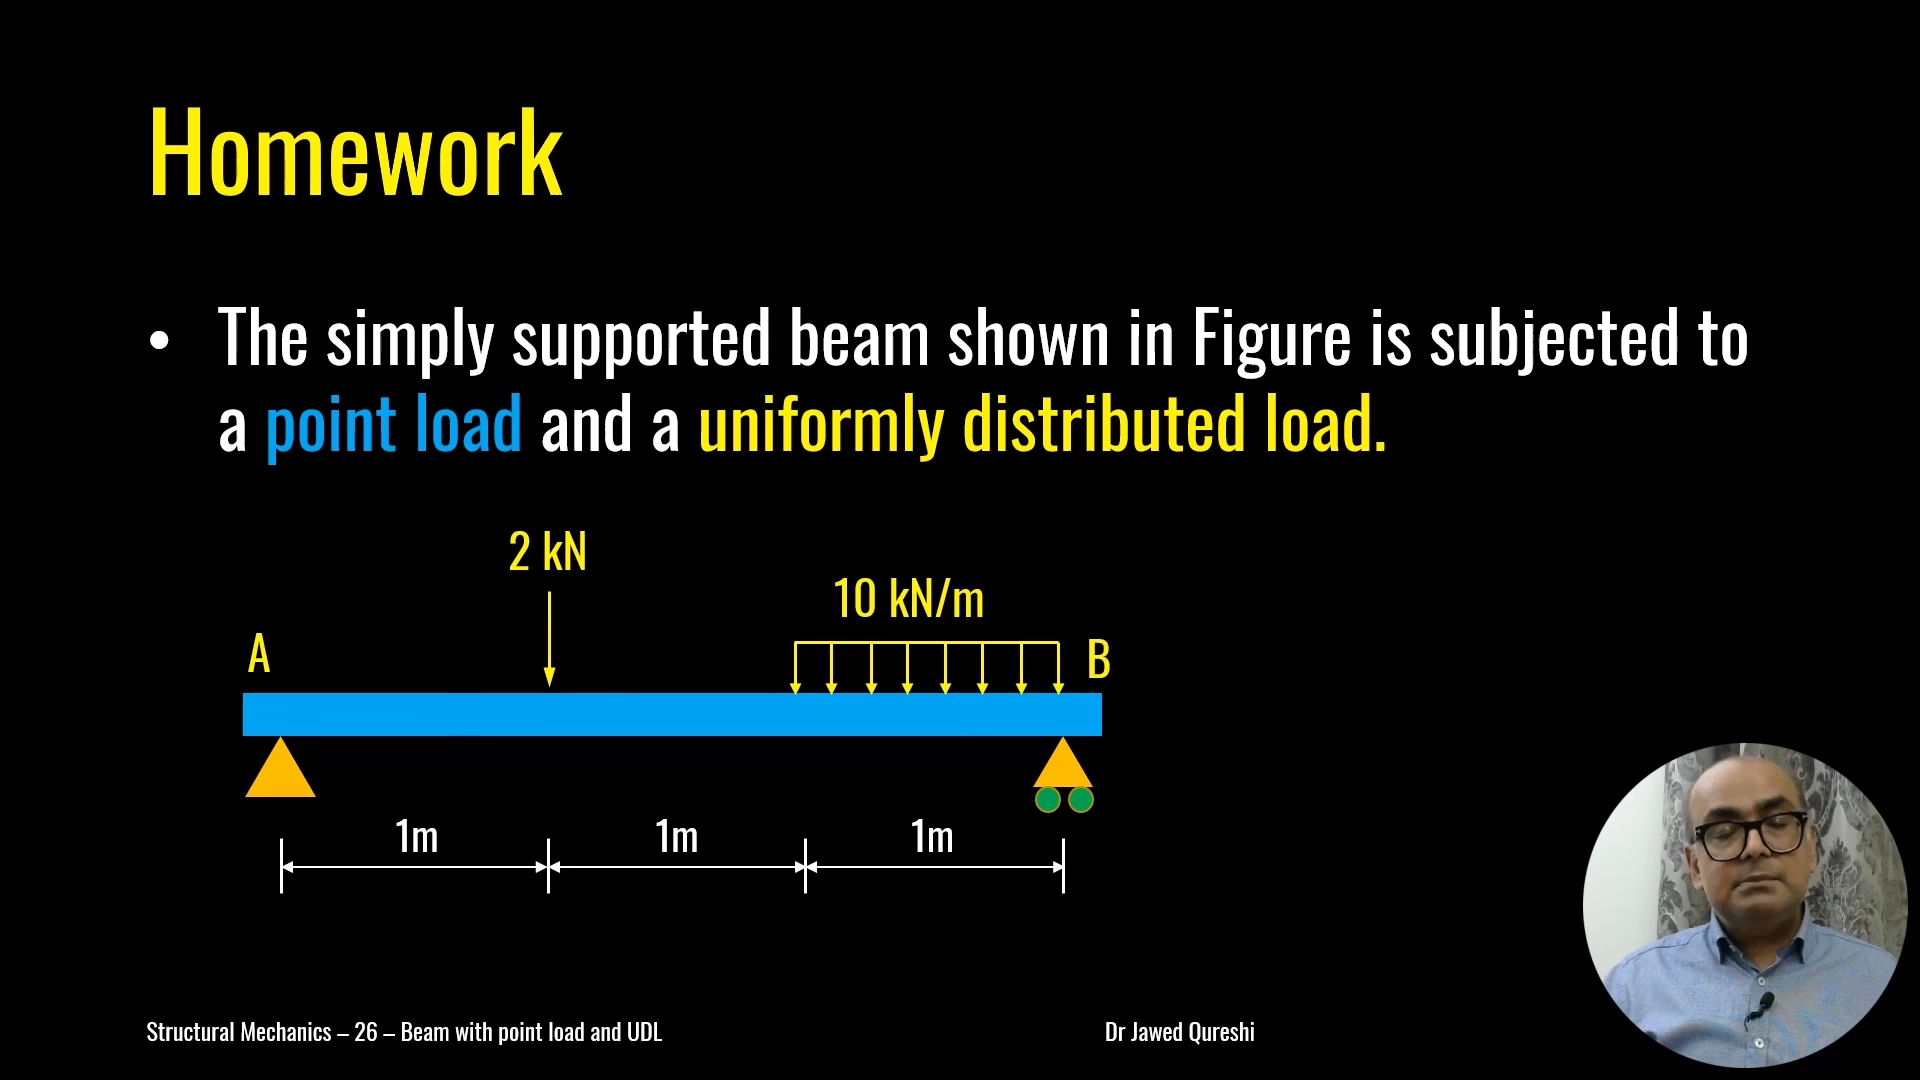 Homework
• The simply supported beam shown in Figure is subjected to
a point load and a uniformly distributed load.
2 kN
10 kN/m
A
B
1m 1m 1m
Structural Mechanics – 26 – Beam with point load and UDL
Dr Jawed Qureshi